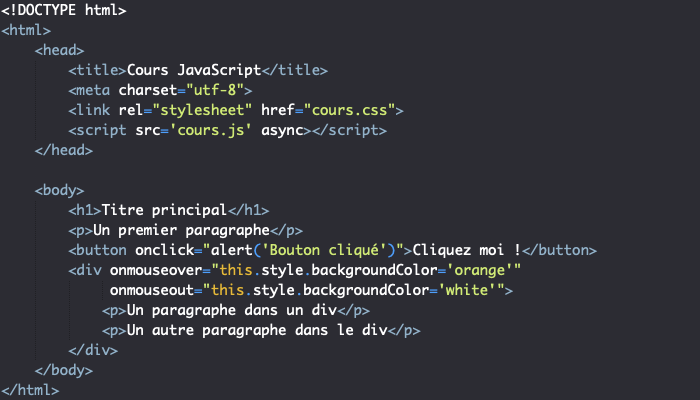 <!DOCTYPE html>
<html>
    <head>
        <title>Cours JavaScript</title>
        <meta charset="utf-8">
        <link rel="stylesheet" href="cours.css">
        <script src='cours.js' async></script>
    </head>

    <body>
        <h1>Titre principal</h1>
        <p>Un premier paragraphe</p>
        <button onclick="alert('Bouton cliqué')">Cliquez moi !</button>
        <div onmouseover="this.style.backgroundColor='orange'"
             onmouseout="this.style.backgroundColor='white'">
            <p>Un paragraphe dans un div</p>
            <p>Un autre paragraphe dans le div</p>
        </div>
    </body>
</html>